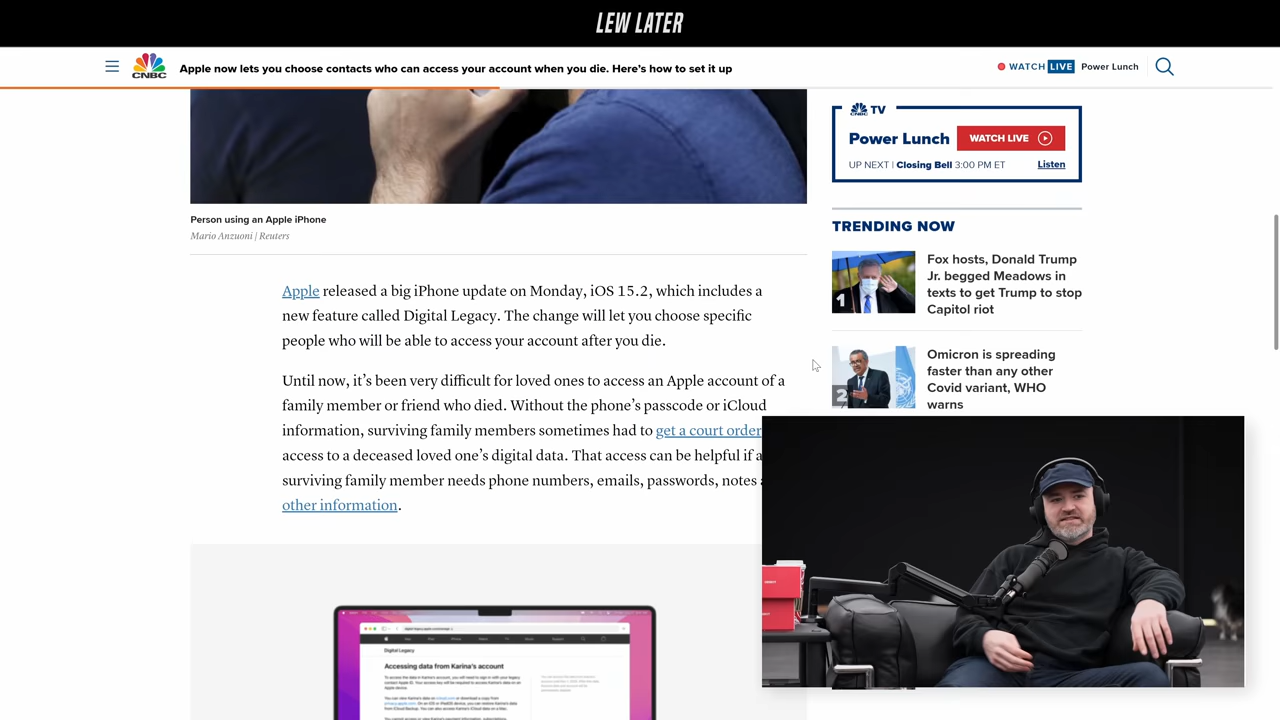 LEW LATER
CNBC
Apple now lets you choose contacts who can access your account when you die. Here's how to set it up
WATCH LIVE Power Lunch
Person using an Apple iPhone
Mario Anzuoni | Reuters
Apple released a big iPhone update on Monday, iOS 15.2, which includes a
new feature called Digital Legacy. The change will let you choose specific
people who will be able to access your account after you die.
Until now, it's been very difficult for loved ones to access an Apple account of a
family member or friend who died. Without the phone's passcode or iCloud
information, surviving family members sometimes had to get a court order
access to a deceased loved one's digital data. That access can be helpful if a
surviving family member needs phone numbers, emails, passwords, notes
other information.
Digital Legacy
Accessing data from Karina's account
CNBC TV
Power Lunch WATCH LIVE
UP NEXT | Closing Bell 3:00 PM ET Listen
TRENDING NOW
1
Fox hosts, Donald Trump
Jr. begged Meadows in
texts to get Trump to stop
Capitol riot
2
Omicron is spreading
faster than any other
Covid variant, WHO
warns